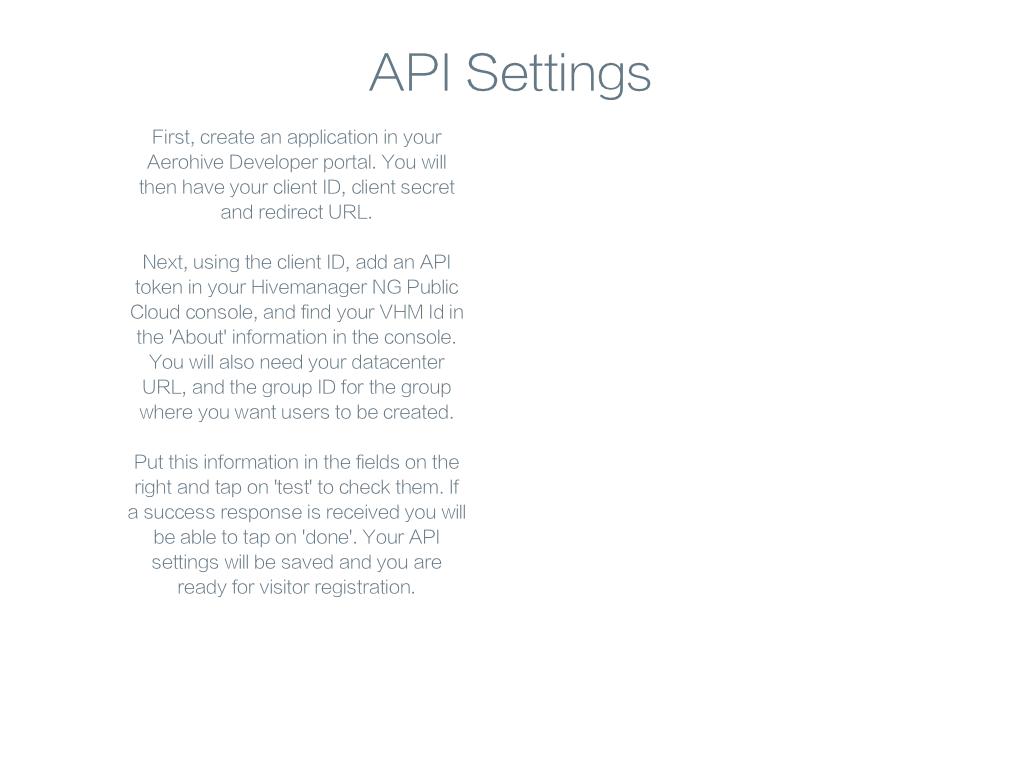 API Settings
First, create an application in your
Aerohive Developer portal. You will
then have your client ID, client secret
and redirect URL.
Next, using the client ID, add an API
token in your Hivemanager NG Public
Cloud console, and find your VHM Id in
the 'About' information in the console.
You will also need your datacenter
URL, and the group ID for the group
where you want users to be created.
Put this information in the fields on the
right and tap on 'test' to check them. If
a success response is received you will
be able to tap on 'done'. Your API
settings will be saved and you are
ready for visitor registration.